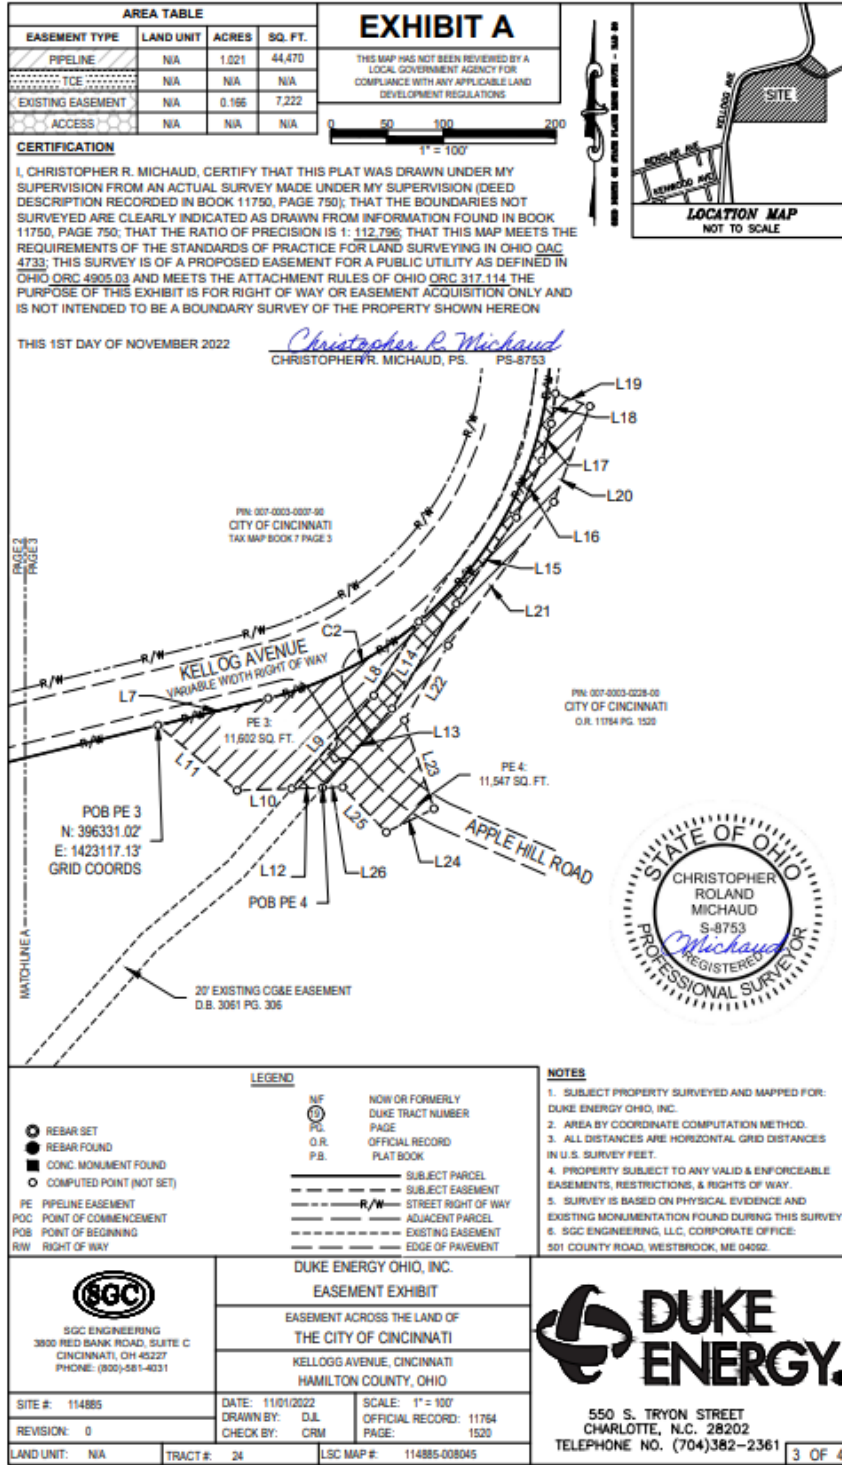 AREA TABLE
EASEMENT TYPE LAND UNIT ACRES SQ. FT.
PIPELINE N/A 1.021 44,470
TCE N/A N/A N/A
EXISTING EASEMENT N/A 0.166 7,222
ACCESS N/A N/A N/A
EXHIBIT A
THIS MAP HAS NOT BEEN REVIEWED BY A
LOCAL GOVERNMENT AGENCY FOR
COMPLIANCE WITH ANY APPLICABLE LAND
DEVELOPMENT REGULATIONS
0 50 100 200
1" = 100'
KELLOGG AVE
SITE
KENWOOD AVE
LOCATION MAP
NOT TO SCALE
CERTIFICATION
I, CHRISTOPHER R. MICHAUD, CERTIFY THAT THIS PLAT WAS DRAWN UNDER MY
SUPERVISION FROM AN ACTUAL SURVEY MADE UNDER MY SUPERVISION (DEED
DESCRIPTION RECORDED IN BOOK 11750, PAGE 750); THAT THE BOUNDARIES NOT
SURVEYED ARE CLEARLY INDICATED AS DRAWN FROM INFORMATION FOUND IN BOOK
11750, PAGE 750; THAT THE RATIO OF PRECISION IS 1: 112,796; THAT THIS MAP MEETS THE
REQUIREMENTS OF THE STANDARDS OF PRACTICE FOR LAND SURVEYING IN OHIO OAC
4733; THIS SURVEY IS OF A PROPOSED EASEMENT FOR A PUBLIC UTILITY AS DEFINED IN
OHIO ORC 4905.03 AND MEETS THE ATTACHMENT RULES OF OHIO ORC 317.114 THE
PURPOSE OF THIS EXHIBIT IS FOR RIGHT OF WAY OR EASEMENT ACQUISITION ONLY AND
IS NOT INTENDED TO BE A BOUNDARY SURVEY OF THE PROPERTY SHOWN HEREON
THIS 1ST DAY OF NOVEMBER 2022
Christopher R. Michaud
CHRISTOPHER R. MICHAUD, PS. PS-8753
L19
L18
L17
L20
L16
L15
L21
R/W
R/W
R/W
R/W
R/W
R/W
R/W
R/W
R/W
R/W
R/W
R/W
PIN: 007-0003-0007-90
CITY OF CINCINNATI
TAX MAP BOOK 7 PAGE 3
PAGE 2
PAGE 3
C2
KELLOG AVENUE
VARIABLE WIDTH RIGHT OF WAY
L7
L8
L14
L22
PIN: 007-0003-0228-00
CITY OF CINCINNATI
O.R. 11764 PG. 1520
PE 3:
11,602 SQ. FT.
L9
L13
L11
L10
L23
PE 4:
11,547 SQ. FT.
L25
POB PE 3
N: 396331.02'
E: 1423117.13'
GRID COORDS
L12
L26
L24
APPLE HILL ROAD
POB PE 4
MATCHLINE A
20' EXISTING CG&E EASEMENT
D.B. 3061 PG. 306
STATE OF OHIO
CHRISTOPHER
ROLAND
MICHAUD
S-8753
CMichaud
REGISTERED
PROFESSIONAL SURVEYOR
LEGEND
REBAR SET
REBAR FOUND
CONC. MONUMENT FOUND
COMPUTED POINT (NOT SET)
PE PIPELINE EASEMENT
POC POINT OF COMMENCEMENT
POB POINT OF BEGINNING
R/W RIGHT OF WAY
N/F NOW OR FORMERLY
19 DUKE TRACT NUMBER
PG. PAGE
O.R. OFFICIAL RECORD
P.B. PLAT BOOK
SUBJECT PARCEL
SUBJECT EASEMENT
R/W STREET RIGHT OF WAY
ADJACENT PARCEL
EXISTING EASEMENT
EDGE OF PAVEMENT
NOTES
1. SUBJECT PROPERTY SURVEYED AND MAPPED FOR:
DUKE ENERGY OHIO, INC.
2. AREA BY COORDINATE COMPUTATION METHOD.
3. ALL DISTANCES ARE HORIZONTAL GRID DISTANCES
IN U.S. SURVEY FEET.
4. PROPERTY SUBJECT TO ANY VALID & ENFORCEABLE
EASEMENTS, RESTRICTIONS, & RIGHTS OF WAY.
5. SURVEY IS BASED ON PHYSICAL EVIDENCE AND
EXISTING MONUMENTATION FOUND DURING THIS SURVEY
6. SGC ENGINEERING, LLC, CORPORATE OFFICE:
501 COUNTY ROAD, WESTBROOK, ME 04092.
SGC
SGC ENGINEERING
3800 RED BANK ROAD, SUITE C
CINCINNATI, OH 45227
PHONE: (800)-581-4031
DUKE ENERGY OHIO, INC.
EASEMENT EXHIBIT
EASEMENT ACROSS THE LAND OF
THE CITY OF CINCINNATI
KELLOGG AVENUE, CINCINNATI
HAMILTON COUNTY, OHIO
SITE #: 114885
REVISION: 0
DATE: 11/01/2022
DRAWN BY: DJL
CHECK BY: CRM
SCALE: 1" = 100'
OFFICIAL RECORD: 11764
PAGE: 1520
LAND UNIT: N/A
TRACT #: 24
LSC MAP #: 114885-008045
DUKE
ENERGY.
550 S. TRYON STREET
CHARLOTTE, N.C. 28202
TELEPHONE NO. (704)382-2361
3 OF 4